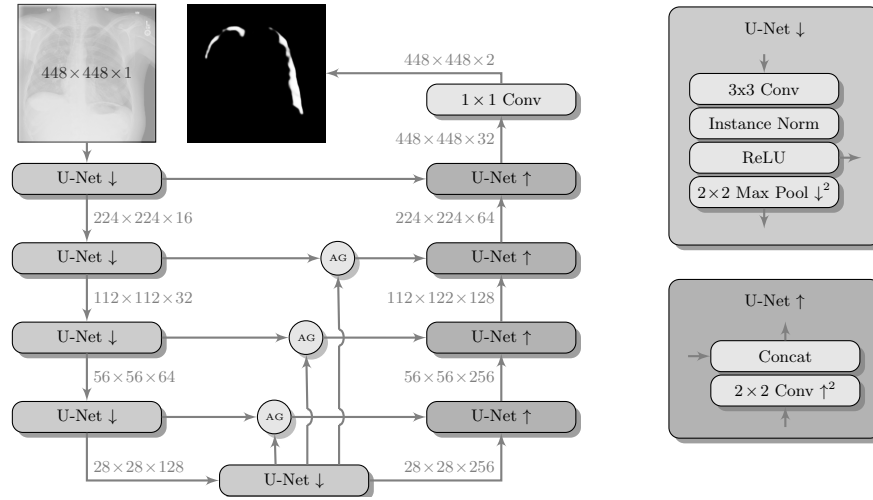 448×448×1
448×448×2
1×1 Conv
448×448×32
U-Net ↓
U-Net ↑
224×224×16
224×224×64
U-Net ↓
AG
U-Net ↑
112×112×32
112×122×128
U-Net ↓
AG
U-Net ↑
56×56×64
56×56×256
U-Net ↓
AG
U-Net ↑
28×28×128
U-Net ↓
28×28×256
U-Net ↓
3x3 Conv
Instance Norm
ReLU
2×2 Max Pool ↓²
U-Net ↑
Concat
2×2 Conv ↑²